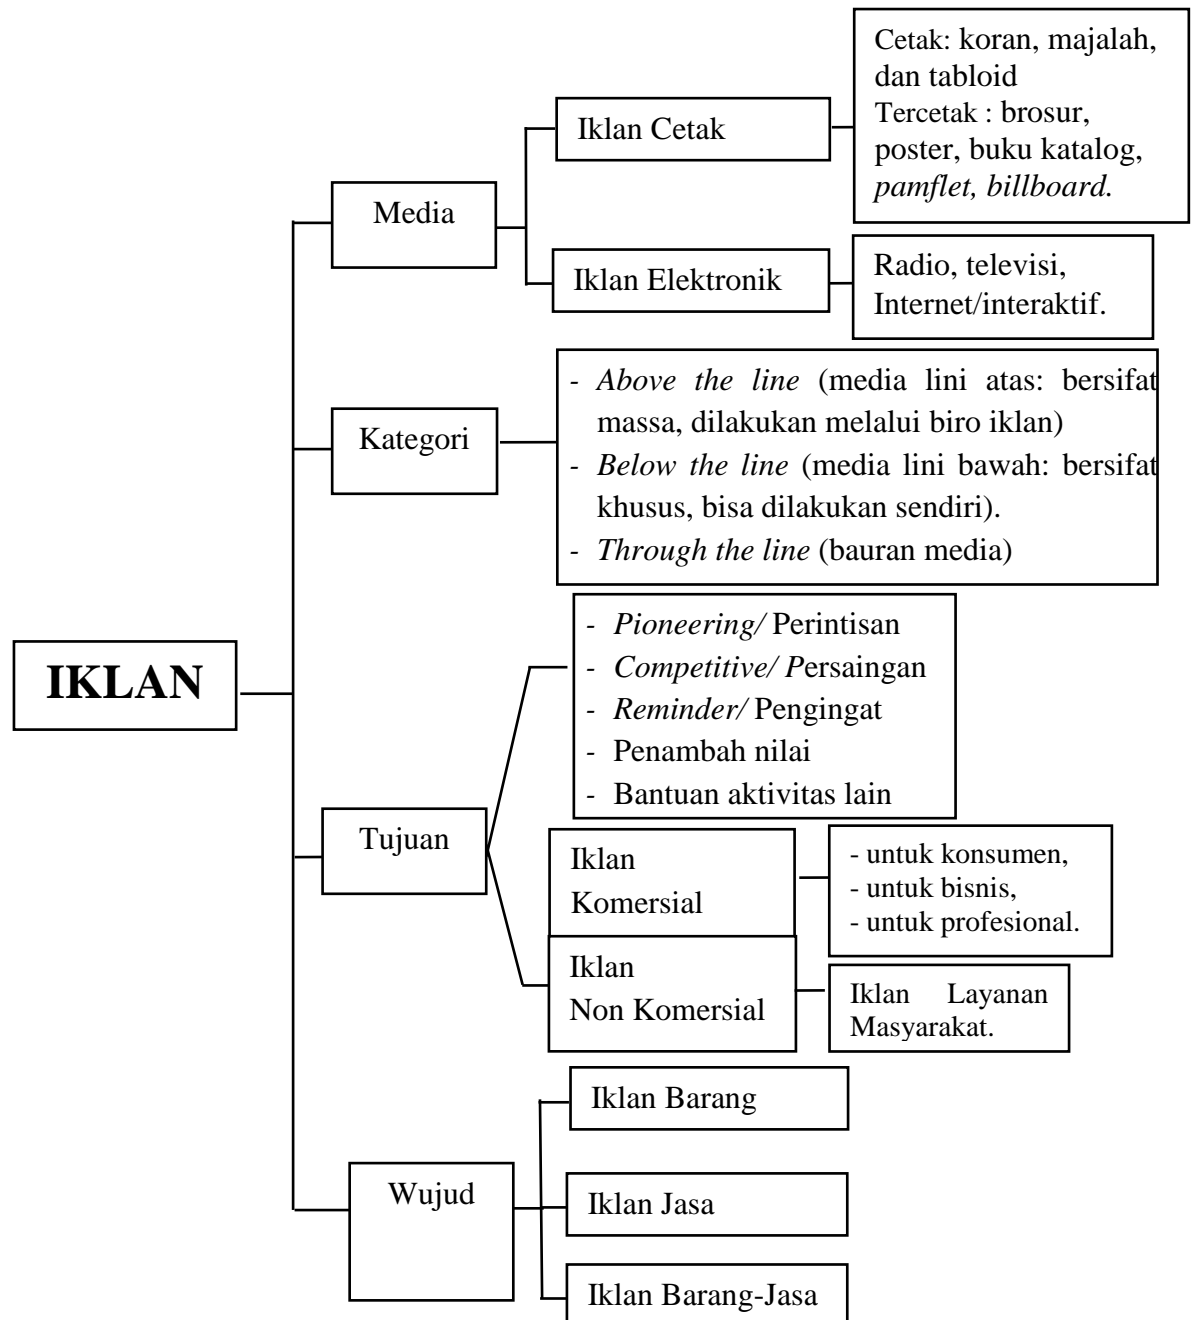 Cetak: koran, majalah,
dan tabloid
Tercetak : brosur,
poster, buku katalog,
pamflet, billboard.
Iklan Cetak
Media
Iklan Elektronik
Radio, televisi,
Internet/interaktif.
Kategori
- Above the line (media lini atas: bersifat
massa, dilakukan melalui biro iklan)
- Below the line (media lini bawah: bersifat
khusus, bisa dilakukan sendiri).
- Through the line (bauran media)
IKLAN
- Pioneering/ Perintisan
- Competitive/ Persaingan
- Reminder/ Pengingat
- Penambah nilai
- Bantuan aktivitas lain
Tujuan
Iklan
Komersial
- untuk konsumen,
- untuk bisnis,
- untuk profesional.
Iklan
Non Komersial
Iklan Layanan
Masyarakat.
Iklan Barang
Wujud
Iklan Jasa
Iklan Barang-Jasa